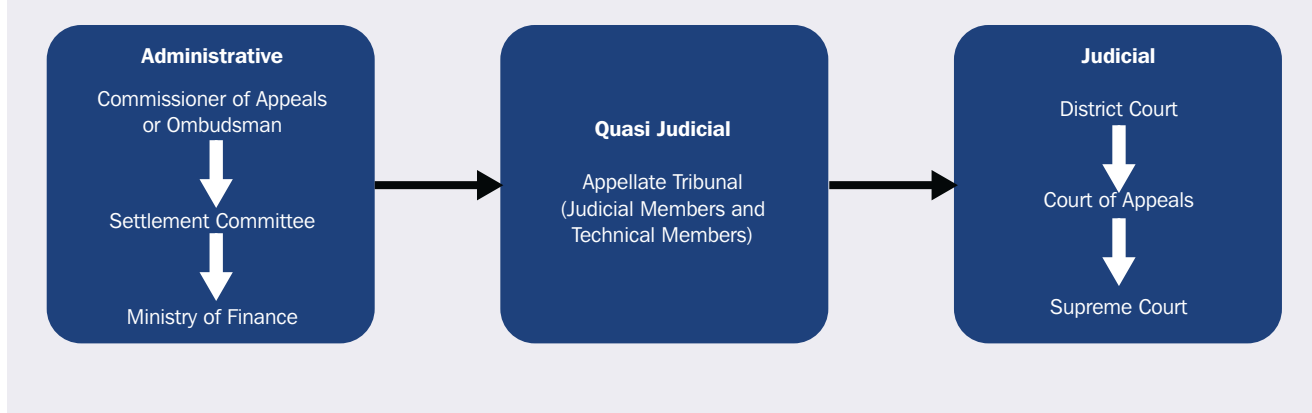 Administrative
Commissioner of Appeals
or Ombudsman
Settlement Committee
Ministry of Finance
Quasi Judicial
Appellate Tribunal
(Judicial Members and
Technical Members)
Judicial
District Court
Court of Appeals
Supreme Court